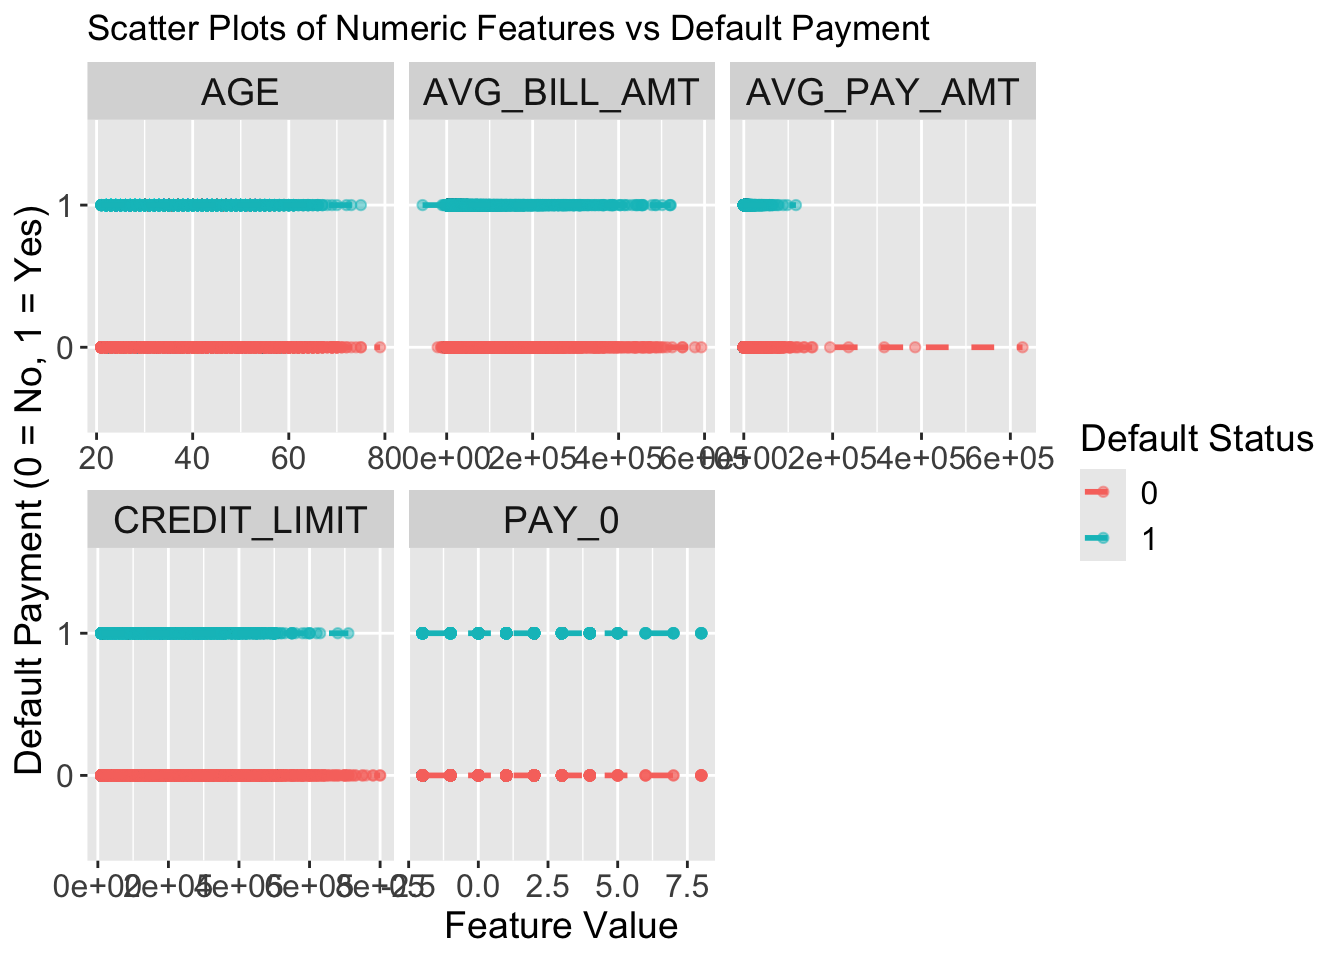 Scatter Plots of Numeric Features vs Default Payment
AGE
AVG_BILL_AMT
AVG_PAY_AMT
Default Payment (0 = No, 1 = Yes)
1
0
20 40 60 80
0e+00 2e+05 4e+05 6e+05
0e+00 2e+05 4e+05 6e+05
CREDIT_LIMIT
PAY_0
1
0
0e+00 2e+05 4e+05 6e+05 8e+05
-2.5 0.0 2.5 5.0 7.5
Feature Value
Default Status
0
1